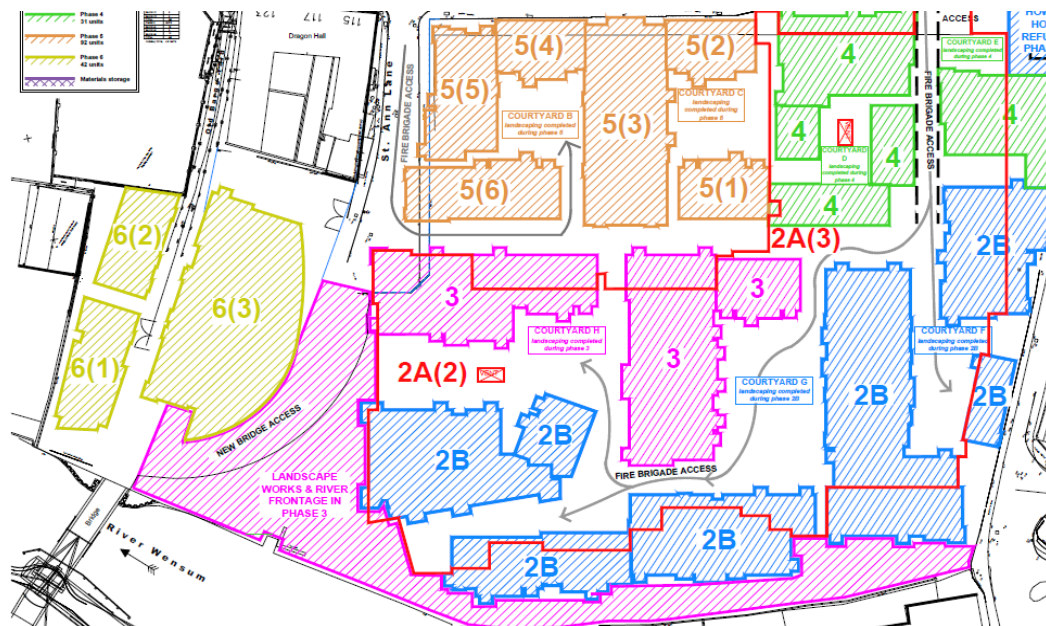 Phase 4
31 units
Phase 5
92 units
Phase 6
42 units
Materials storage
123
117
115
Dragon Hall
St. Ann Lane
FIRE BRIGADE ACCESS
5(4)
5(2)
5(5)
5(3)
COURTYARD B
landscaping completed
during phase 5
COURTYARD C
landscaping completed
during phase 5
5(6)
5(1)
4
ACCESS
COURTYARD E
landscaping completed
during phase 4
HO
REFU
PHA
FIRE BRIGADE ACCESS
4
4
4
COURTYARD
D
landscaping
completed
during
phase 4
4
4
2A(3)
2B
6(2)
6(3)
6(1)
3
3
COURTYARD H
landscaping completed
during phase 3
3
COURTYARD F
landscaping completed
during phase 2B
2A(2)
COURTYARD G
landscaping completed
during phase 2B
2B
2B
2B
2B
NEW BRIDGE ACCESS
FIRE BRIGADE ACCESS
LANDSCAPE
WORKS & RIVER
FRONTAGE IN
PHASE 3
Bridge
River Wensum
2B
2B